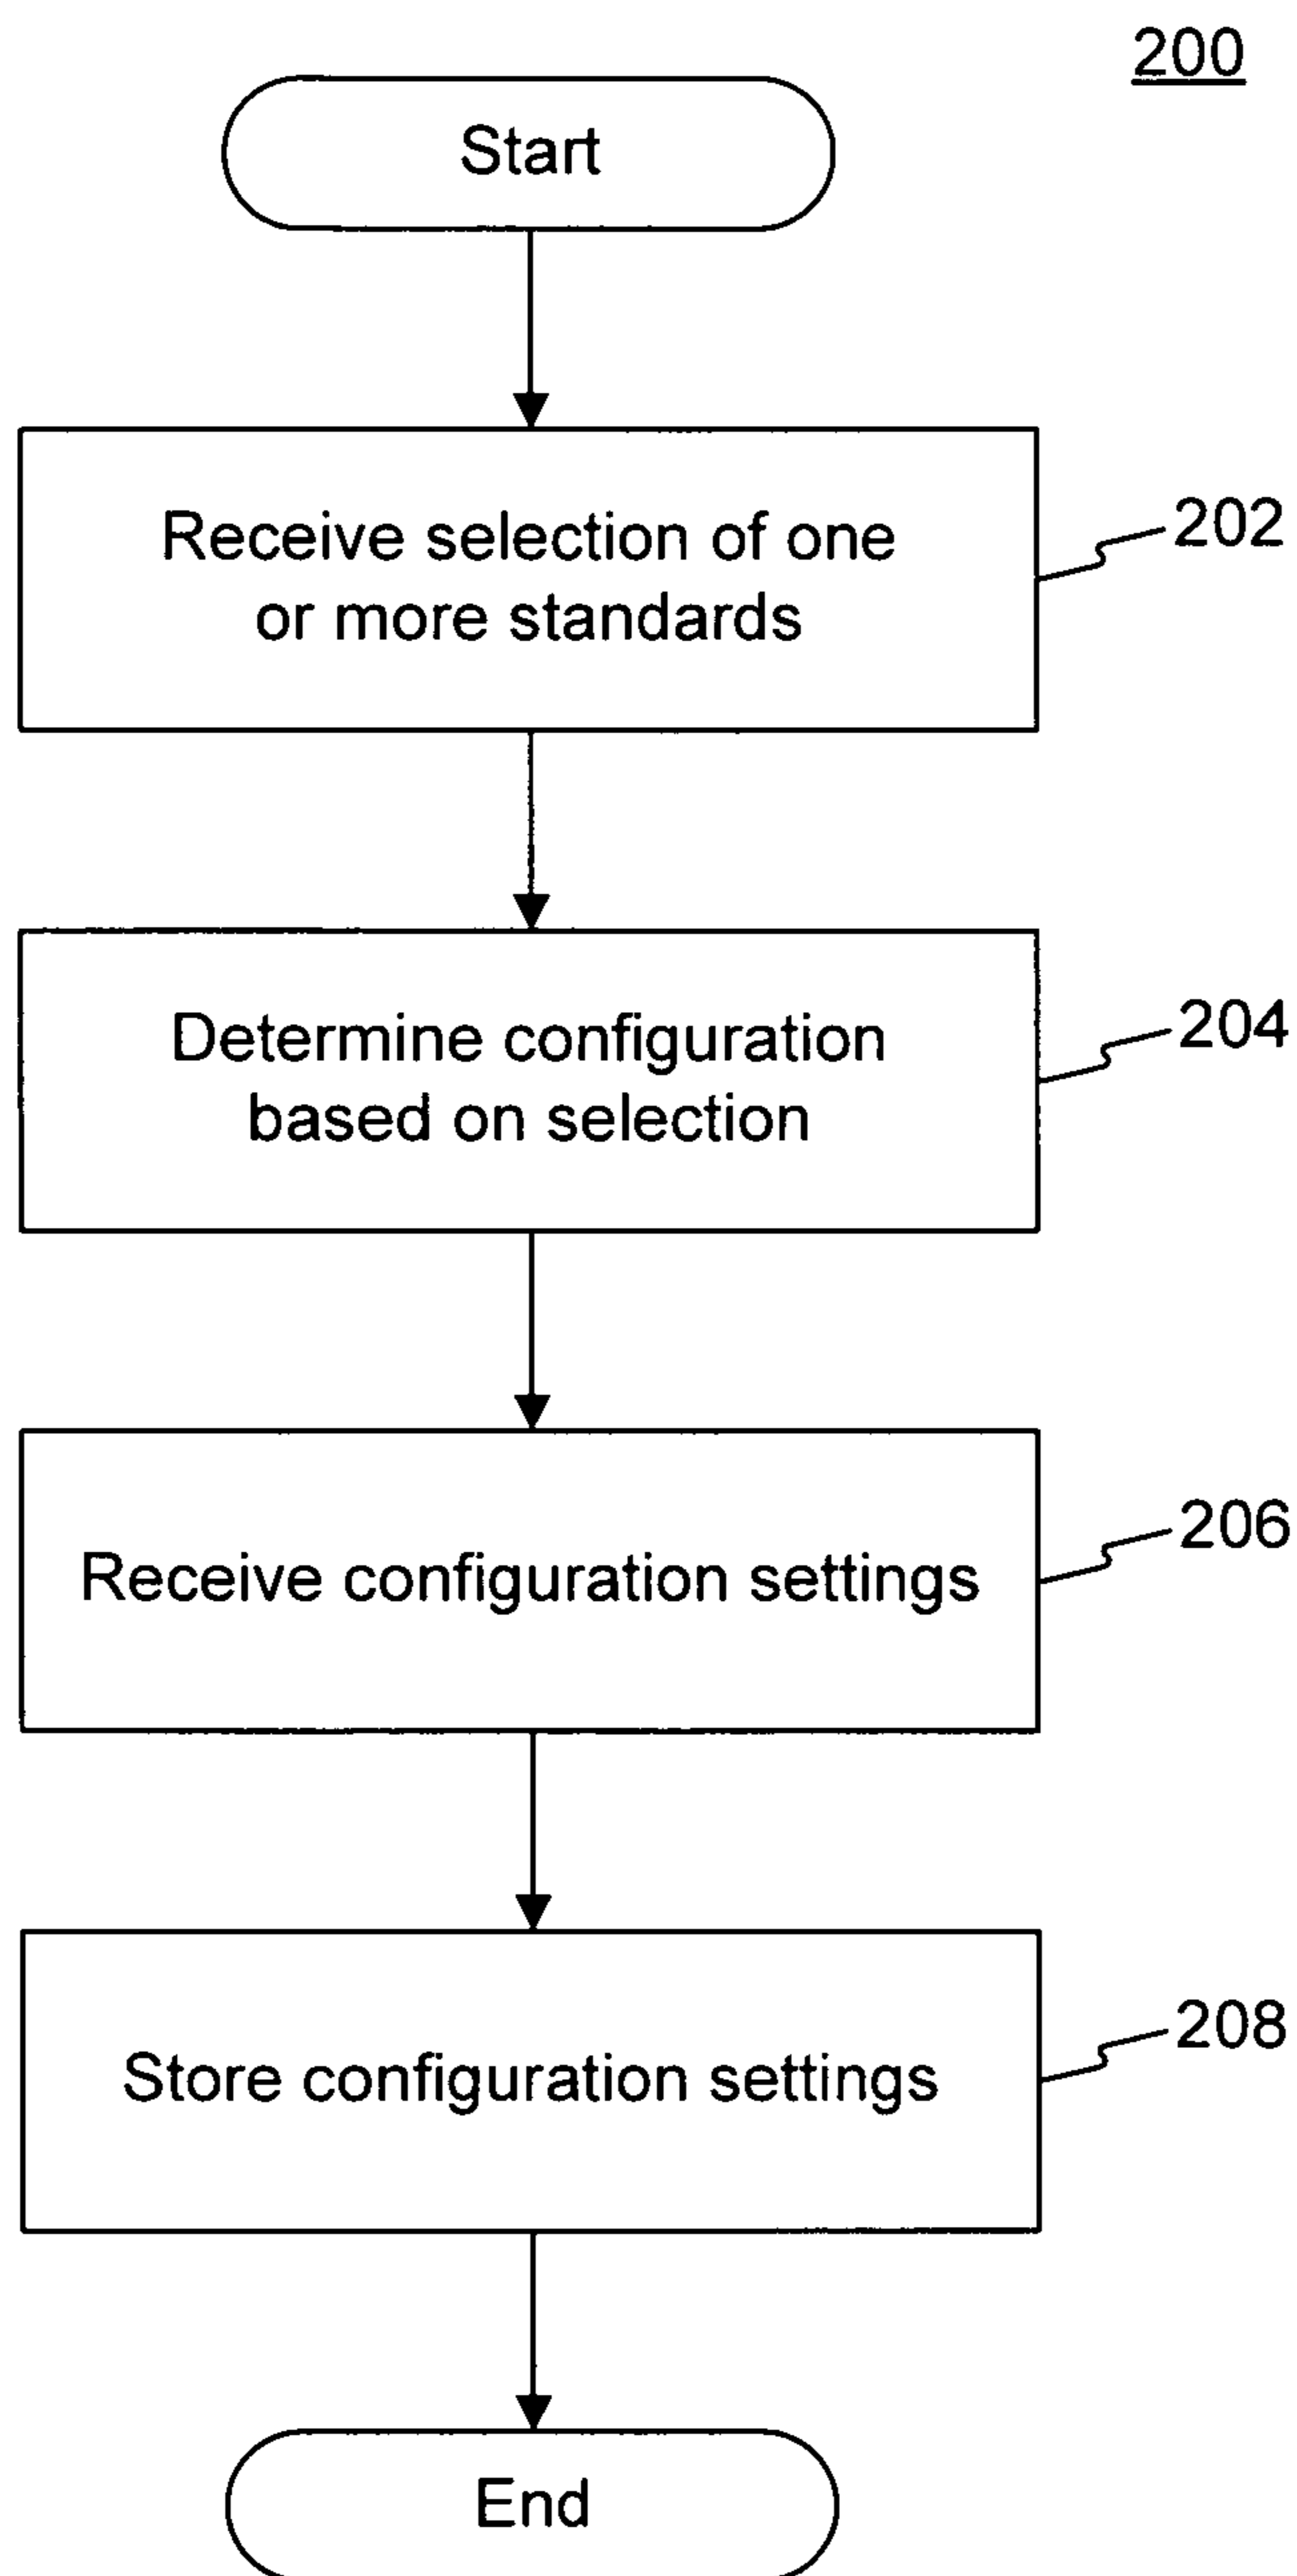 200
Start
Receive selection of one
or more standards
202
Determine configuration
based on selection
204
Receive configuration settings
206
Store configuration settings
208
End